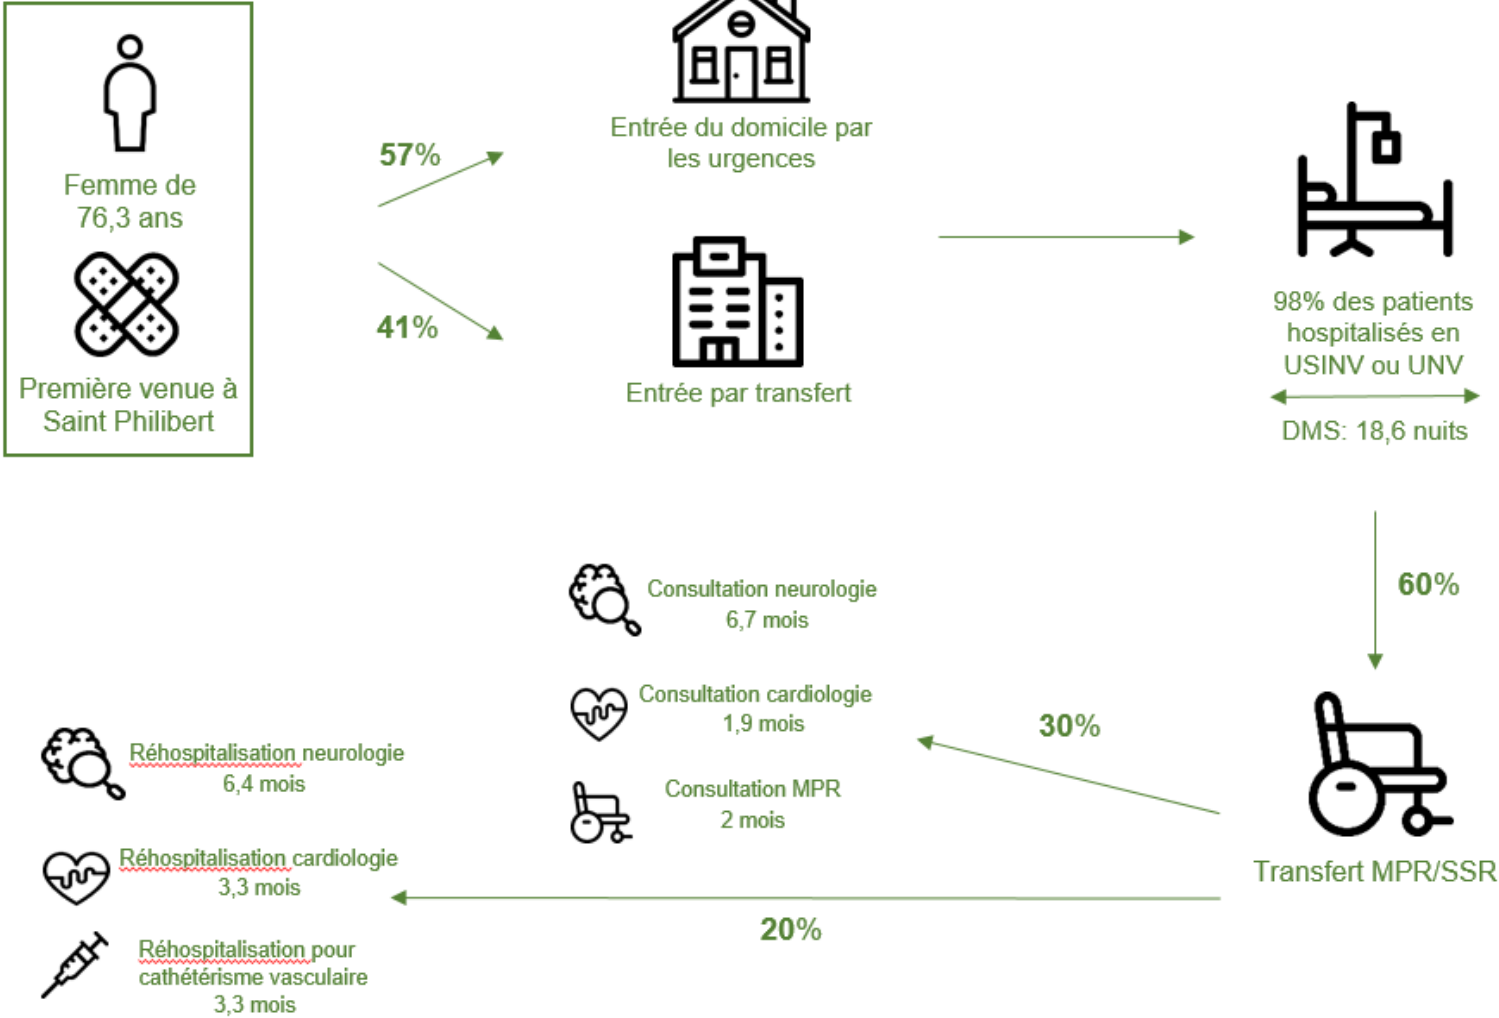 Femme de
76,3 ans
Première venue à
Saint Philibert
57%
41%
Entrée du domicile par
les urgences
Entrée par transfert
98% des patients
hospitalisés en
USINV ou UNV
DMS: 18,6 nuits
60%
Transfert MPR/SSR
30%
Consultation neurologie
6,7 mois
Consultation cardiologie
1,9 mois
Consultation MPR
2 mois
20%
Réhospitalisation neurologie
6,4 mois
Réhospitalisation cardiologie
3,3 mois
Réhospitalisation pour
cathétérisme vasculaire
3,3 mois